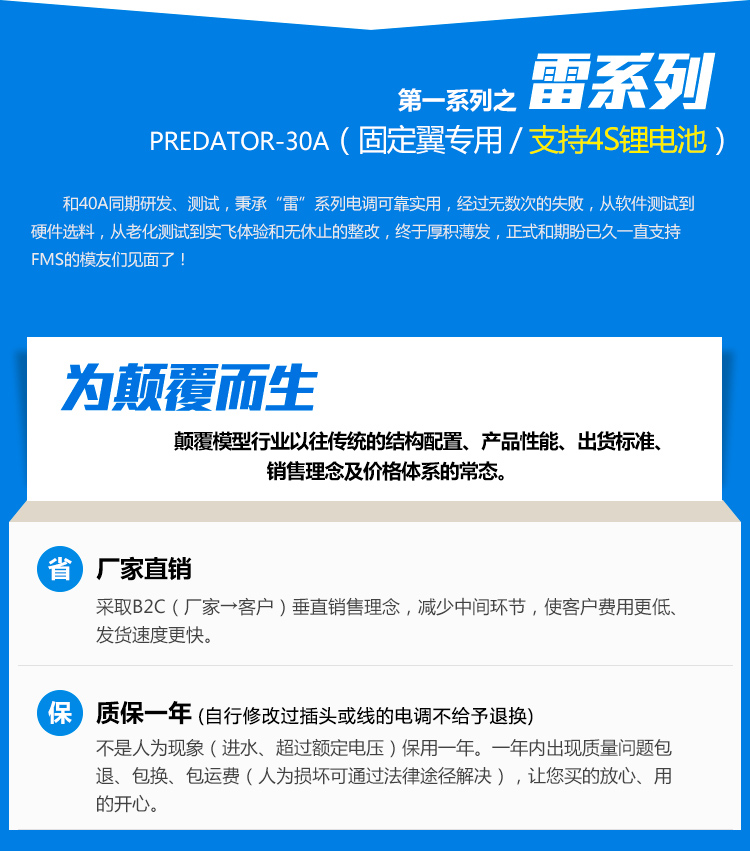 第一系列之 雷系列
PREDATOR-30A（固定翼专用 / 支持4S锂电池）
和40A同期研发、测试，秉承“雷”系列电调可靠实用，经过无数次的失败，从软件测试到
硬件选料，从老化测试到实飞体验和无休止的整改，终于厚积薄发，正式和期盼已久一直支持
FMS的模友们见面了！
为颠覆而生
颠覆模型行业以往传统的结构配置、产品性能、出货标准、
销售理念及价格体系的常态。
省 厂家直销
采取B2C（厂家→客户）垂直销售理念，减少中间环节，使客户费用更低、
发货速度更快。
保 质保一年 (自行修改过插头或线的电调不给予退换)
不是人为现象（进水、超过额定电压）保用一年。一年内出现质量问题包
退、包换、包运费（人为损坏可通过法律途径解决），让您买的放心、用
的开心。